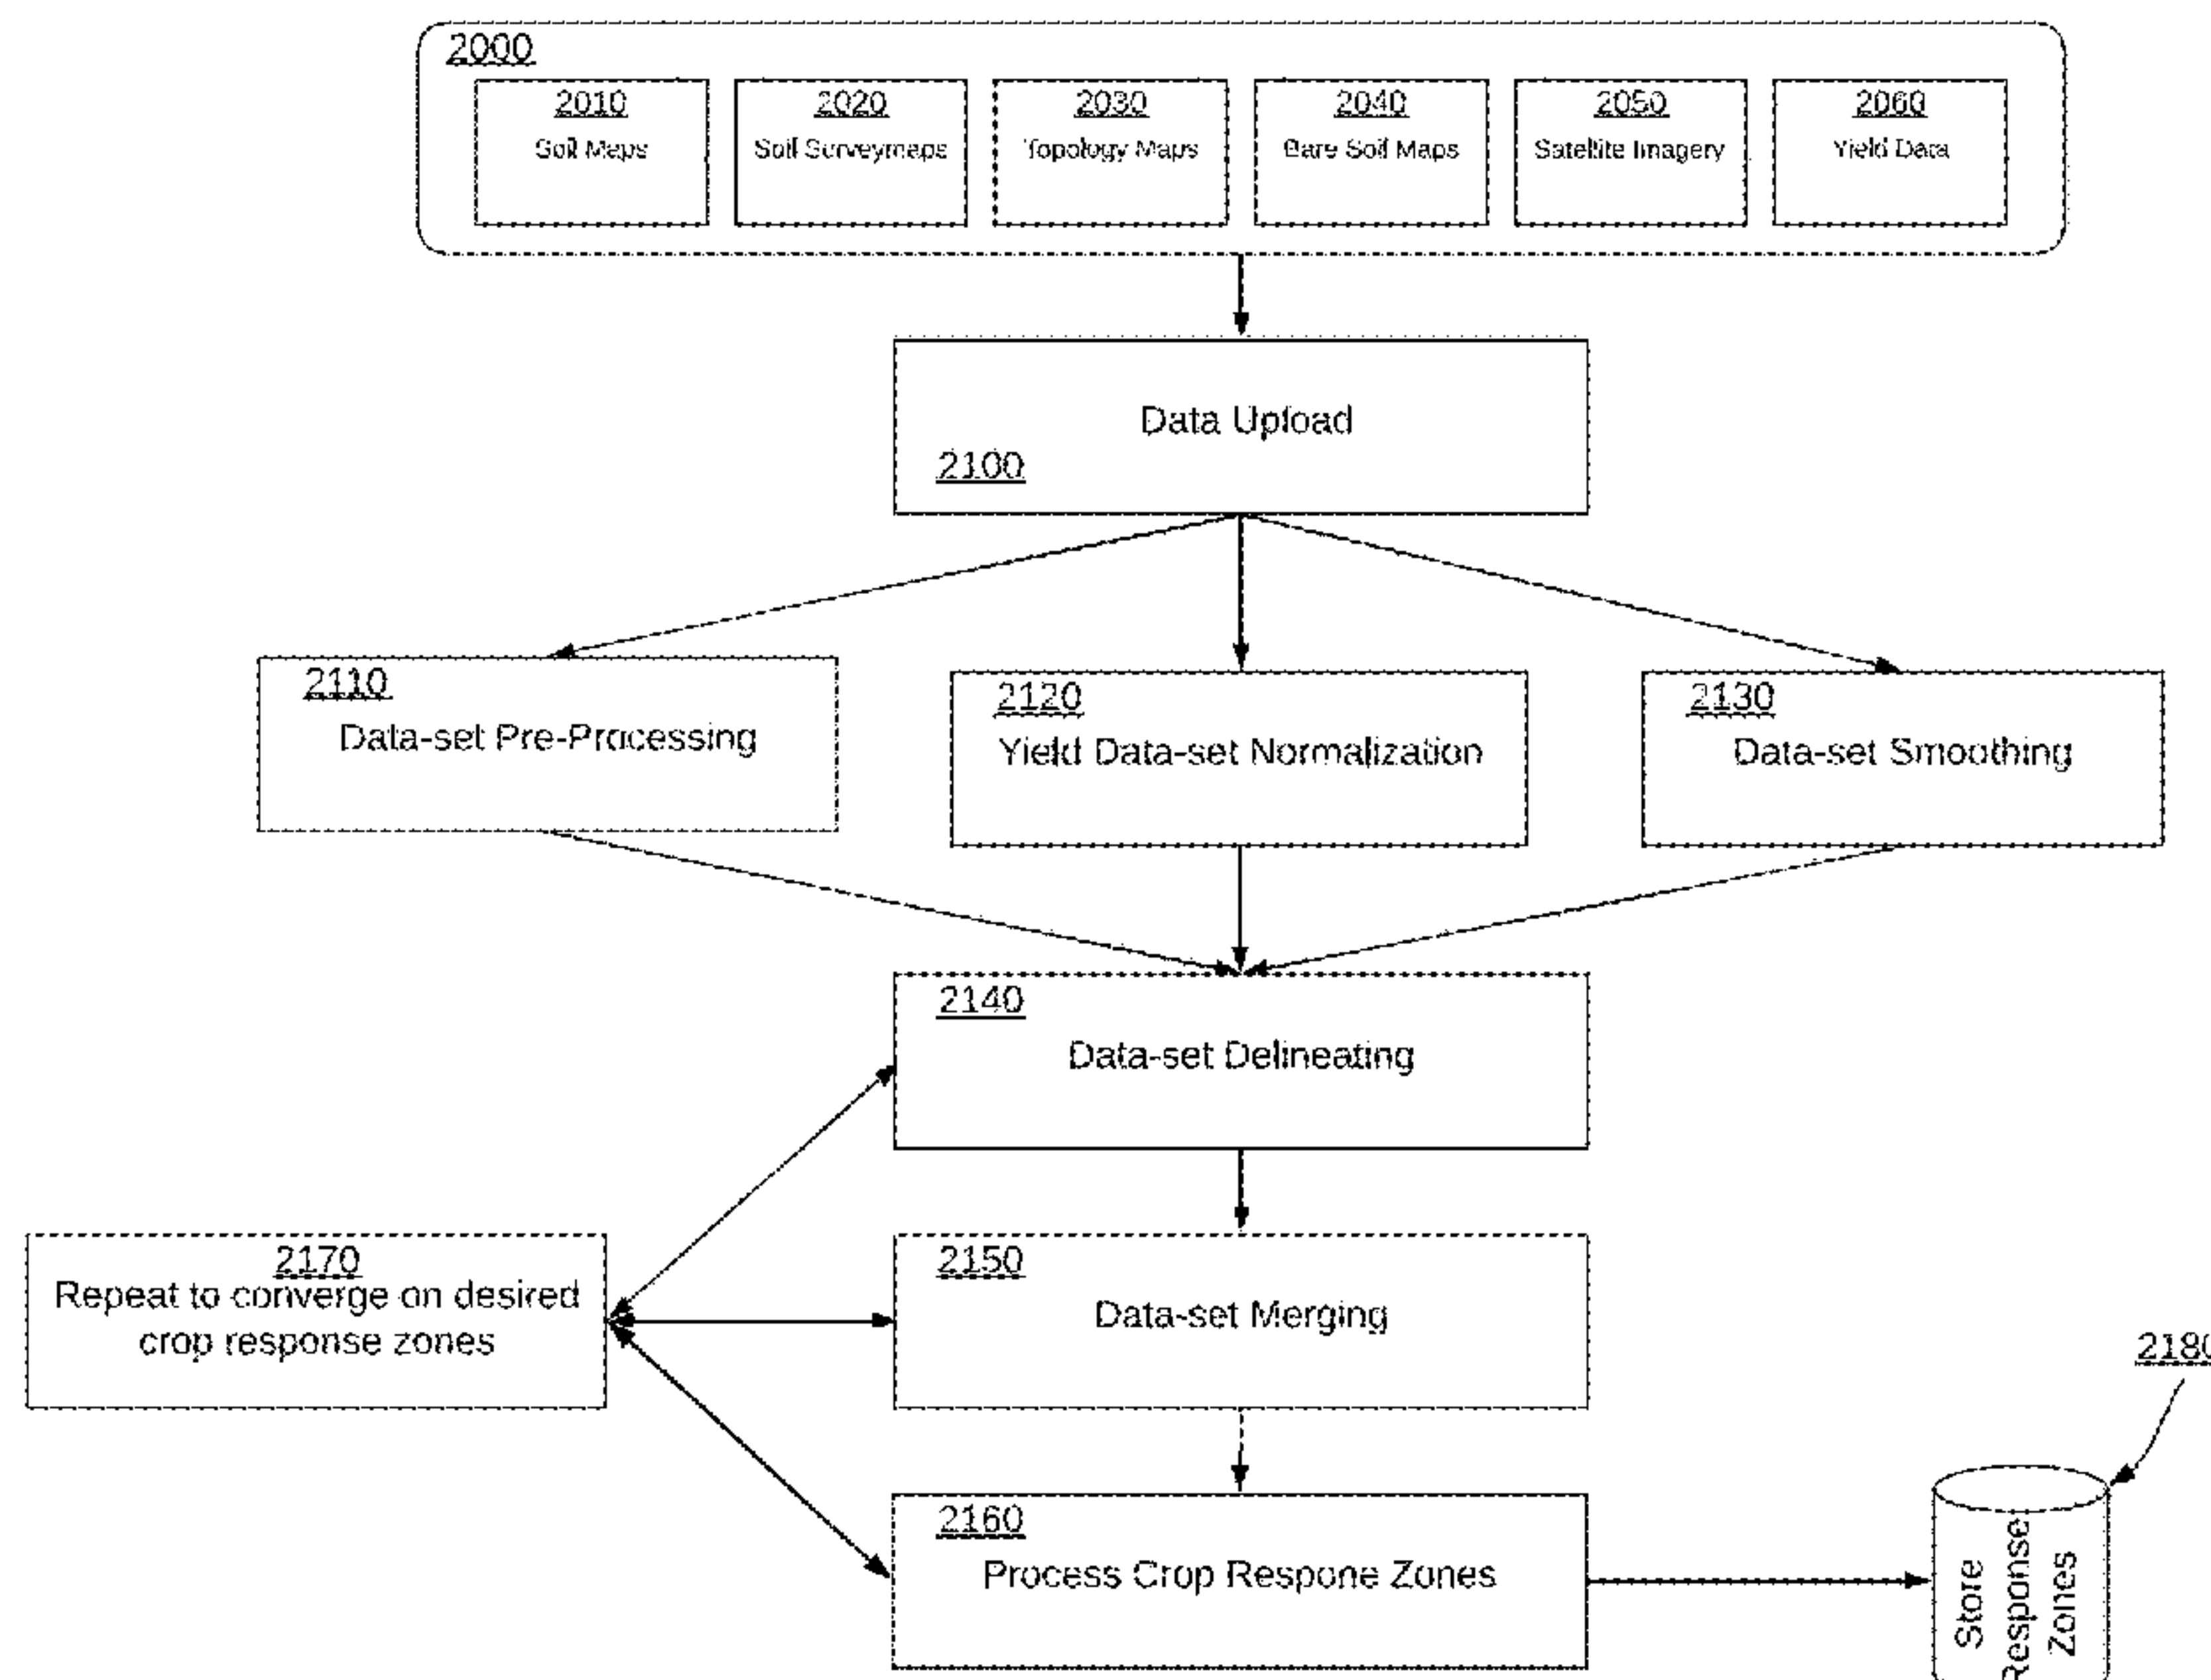 2000
2010
Soil Maps
2020
Soil Surveymaps
2030
Topology Maps
2040
Bare Soil Maps
2050
Satellite Imagery
2060
Yield Data
Data Upload
2100
2110
Data-set Pre-Processing
2120
Yield Data-set Normalization
2130
Data-set Smoothing
2140
Data-set Delineating
2170
Repeat to converge on desired
crop response zones
2150
Data-set Merging
2180
2160
Process Crop Respone Zones
Store
Response
Zones